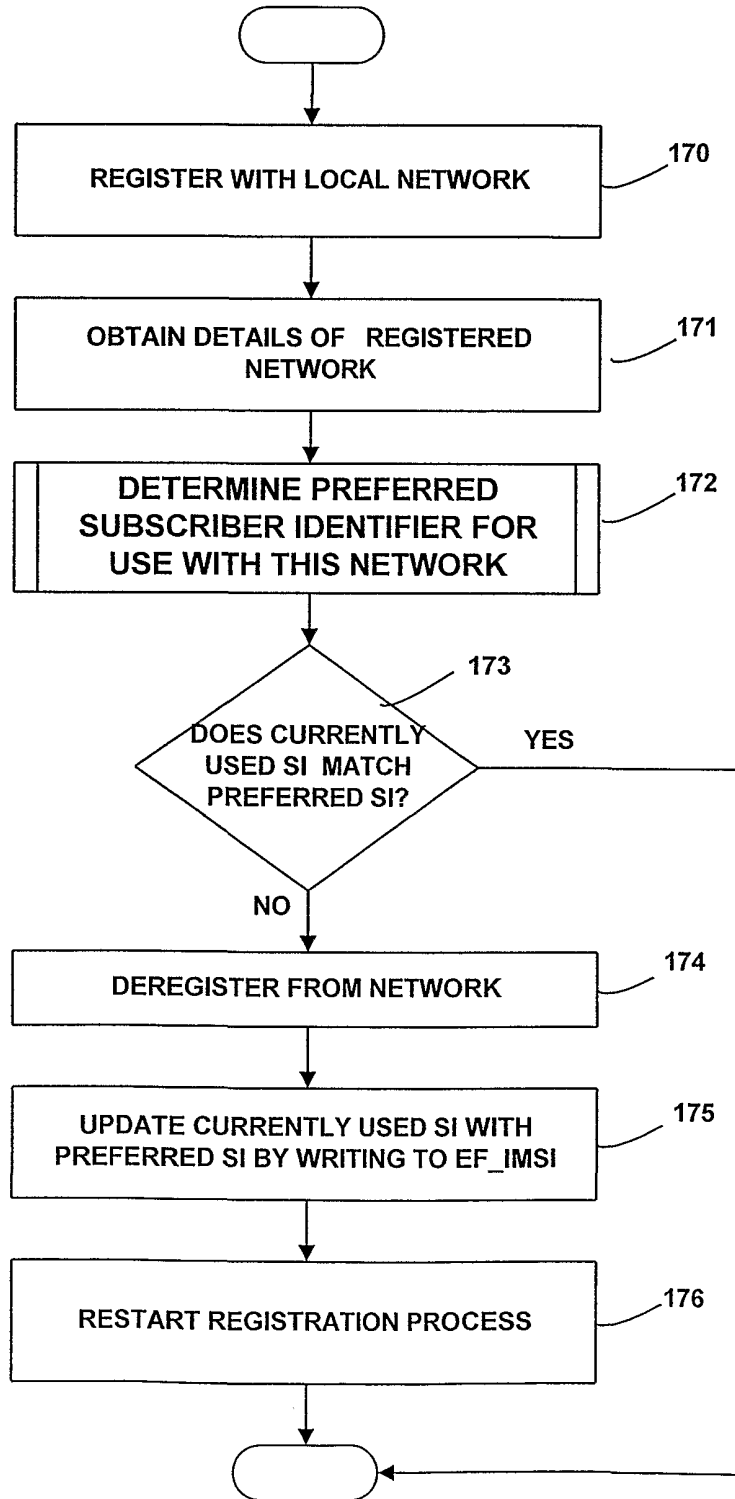 REGISTER WITH LOCAL NETWORK
170
OBTAIN DETAILS OF REGISTERED
NETWORK
171
DETERMINE PREFERRED
SUBSCRIBER IDENTIFIER FOR
USE WITH THIS NETWORK
172
173
DOES CURRENTLY
USED SI MATCH
PREFERRED SI?
YES
NO
DEREGISTER FROM NETWORK
174
UPDATE CURRENTLY USED SI WITH
PREFERRED SI BY WRITING TO EF_IMSI
175
RESTART REGISTRATION PROCESS
176